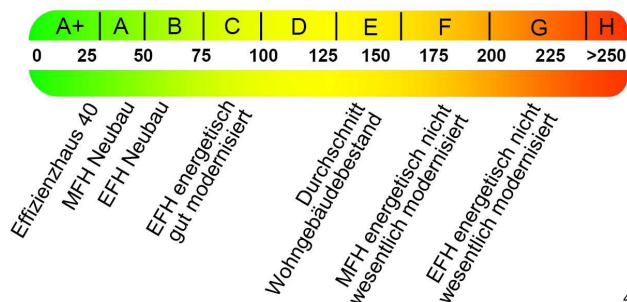 A+ A B C D E F G H
0 25 50 75 100 125 150 175 200 225 >250
Effizienzhaus 40
MFH Neubau
EFH Neubau
EFH energetisch
gut modernisiert
Durchschnitt
Wohngebäudebestand
MFH energetisch nicht
wesentlich modernisiert
EFH energetisch nicht
wesentlich modernisiert